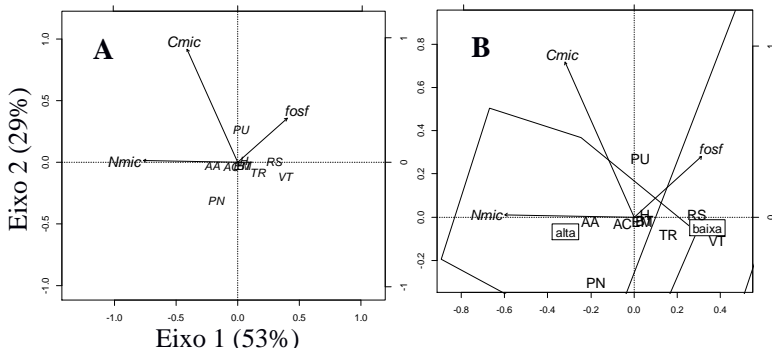 A
B
Cmic
Cmic
fosf
fosf
PU
PU
Nmic
AA
AC
H
TR
RS
VT
Nmic
AA
AC
H
TR
RS
VT
alta
baixa
PN
PN
1.0
0.5
0.0
-0.5
-1.0
1
0
-1
0.8
0.6
0.4
0.2
0.0
-0.2
1
0
-1.0
-0.5
0.0
0.5
1.0
-0.8
-0.6
-0.4
-0.2
0.0
0.2
0.4
Eixo 2 (29%)
Eixo 1 (53%)